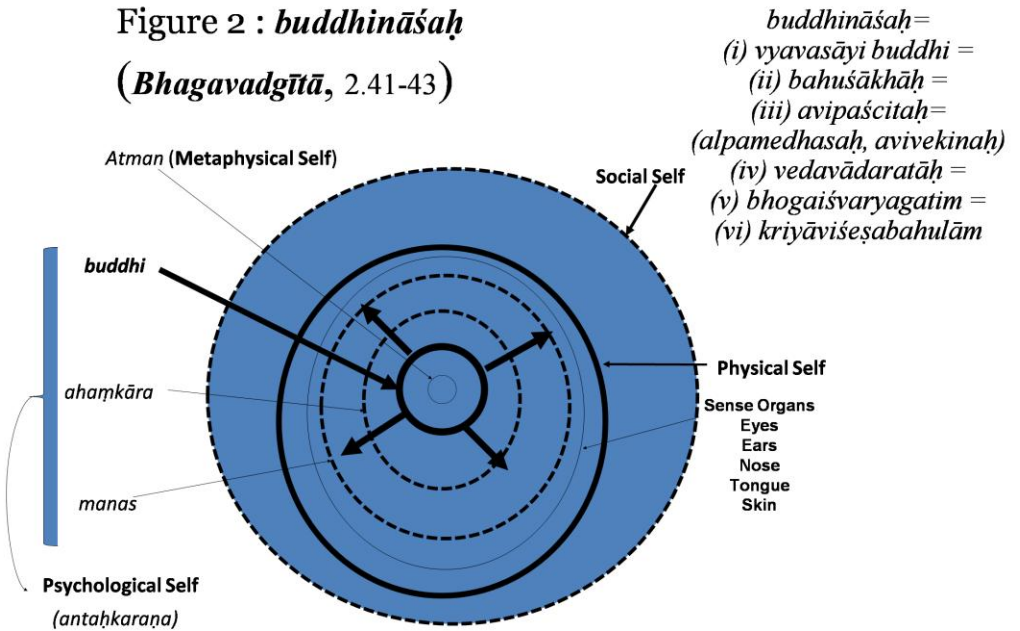 Figure 2 : buddhināśaḥ
(Bhagavadgītā, 2.41-43)
buddhināśaḥ=
(i) vyavasāyi buddhi =
(ii) bahuśākhāḥ =
(iii) avipaścitaḥ=
(alpamedhasaḥ, avivekinaḥ)
(iv) vedavādaratāḥ =
(v) bhogaiśvaryagatim =
(vi) kriyāviśeṣabahulām
Atman (Metaphysical Self)
Social Self
buddhi
ahaṃkāra
manas
Psychological Self
(antaḥkaraṇa)
Physical Self
Sense Organs
Eyes
Ears
Nose
Tongue
Skin